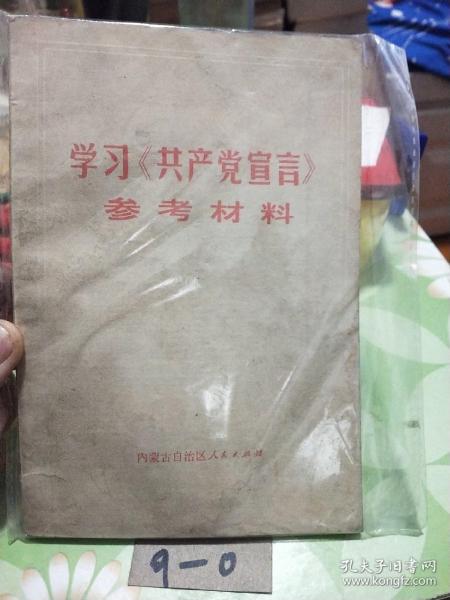 学习《共产党宣言》
参考材料
内蒙古自治区人民出版社
9-0
孔夫子旧书网
www.kongfz.com